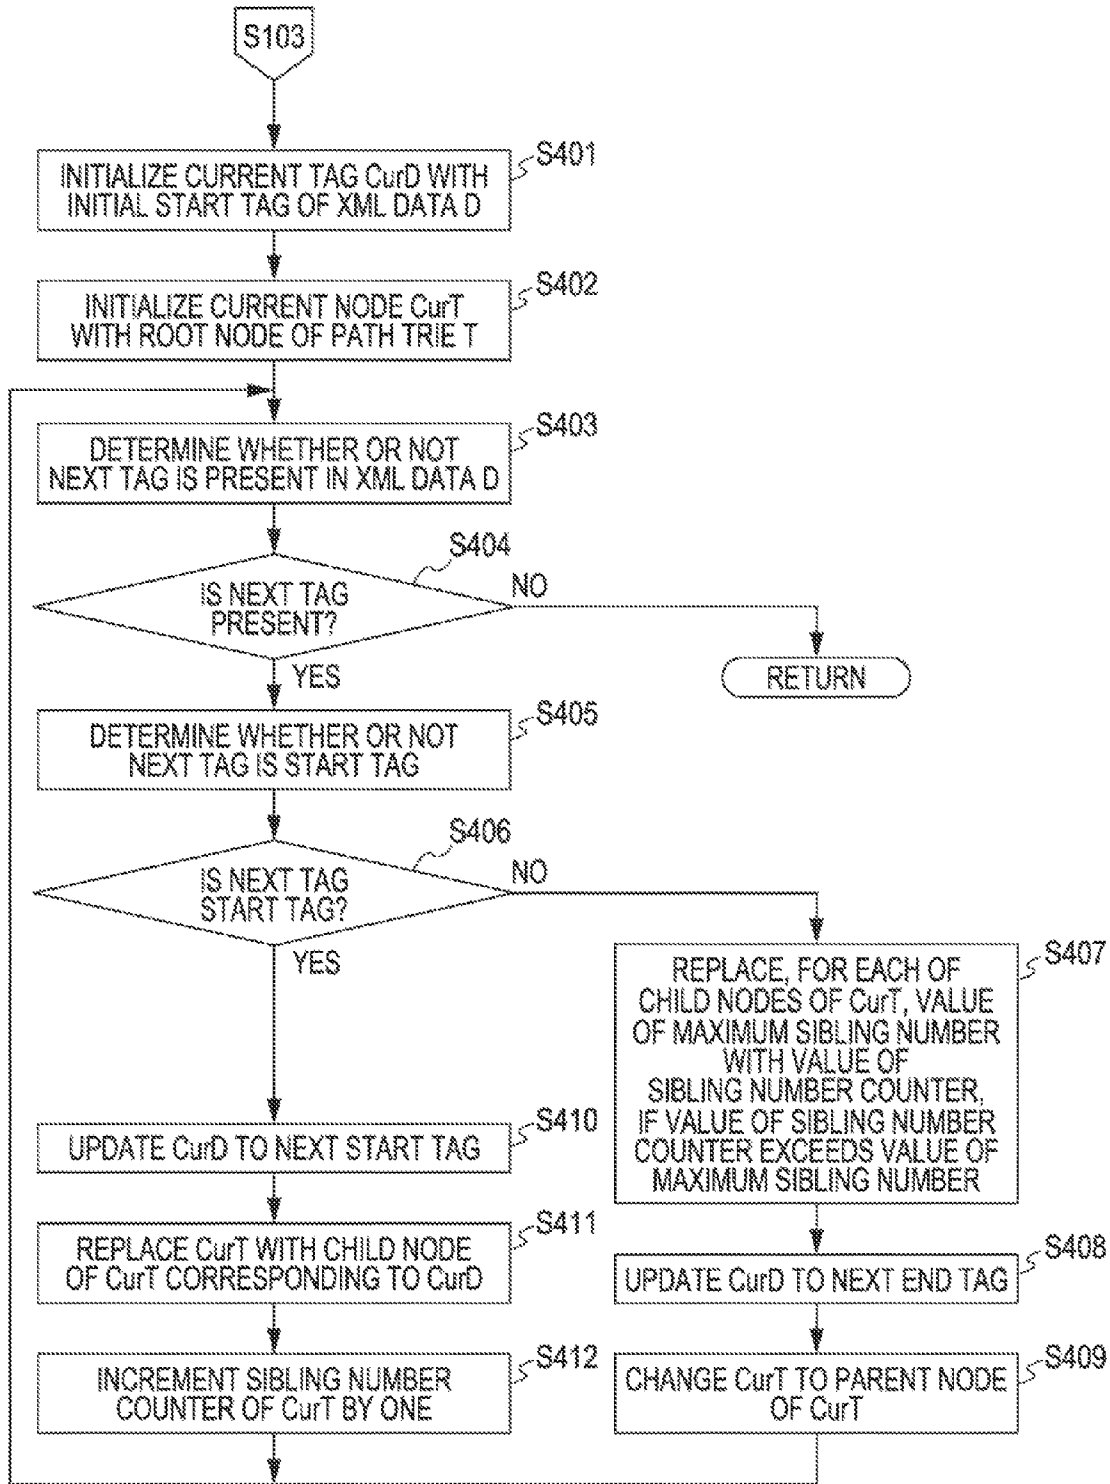 S103
S401
INITIALIZE CURRENT TAG CurD WITH
INITIAL START TAG OF XML DATA D
S402
INITIALIZE CURRENT NODE CurT
WITH ROOT NODE OF PATH TRIE T
S403
DETERMINE WHETHER OR NOT
NEXT TAG IS PRESENT IN XML DATA D
S404
IS NEXT TAG
PRESENT?
NO
RETURN
YES
S405
DETERMINE WHETHER OR NOT
NEXT TAG IS START TAG
S406
IS NEXT TAG
START TAG?
NO
YES
S407
REPLACE, FOR EACH OF
CHILD NODES OF CurT, VALUE
OF MAXIMUM SIBLING NUMBER
WITH VALUE OF
SIBLING NUMBER COUNTER,
IF VALUE OF SIBLING NUMBER
COUNTER EXCEEDS VALUE OF
MAXIMUM SIBLING NUMBER
S410
UPDATE CurD TO NEXT START TAG
S411
REPLACE CurT WITH CHILD NODE
OF CurT CORRESPONDING TO CurD
S408
UPDATE CurD TO NEXT END TAG
S412
INCREMENT SIBLING NUMBER
COUNTER OF CurT BY ONE
S409
CHANGE CurT TO PARENT NODE
OF CurT